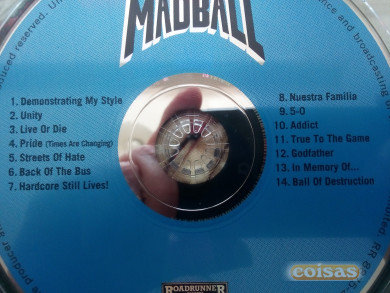 MADBALL
1. Demonstrating My Style
2. Unity
3. Live or Die
4. Pride (Times Are Changing)
5. Streets Of Hate
6. Back Of The Bus
7. Hardcore Still Lives!
8. Nuestra Familia
9. 5-0
10. Addict
11. True To The Game
12. Godfather
13. In Memory Of...
14. Ball Of Destruction
ROADRUNNER
coisas